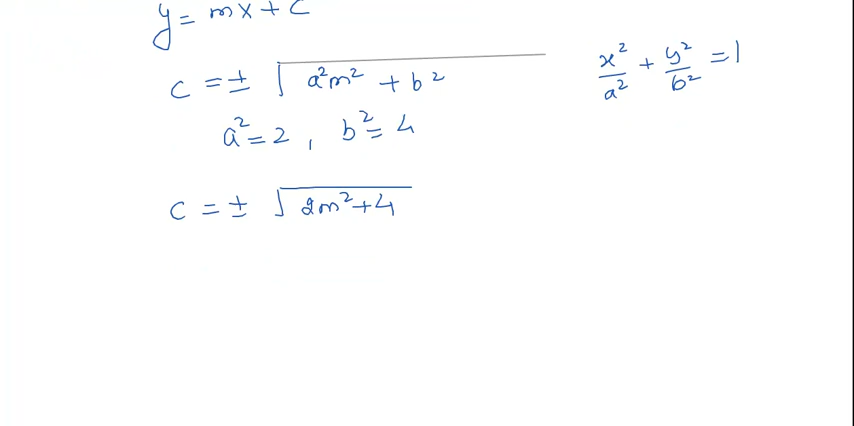 y = mx + c
c = ± √(a²m² + b²)
x²/a² + y²/b² = 1
a² = 2, b² = 4
c = ± √(2m² + 4)